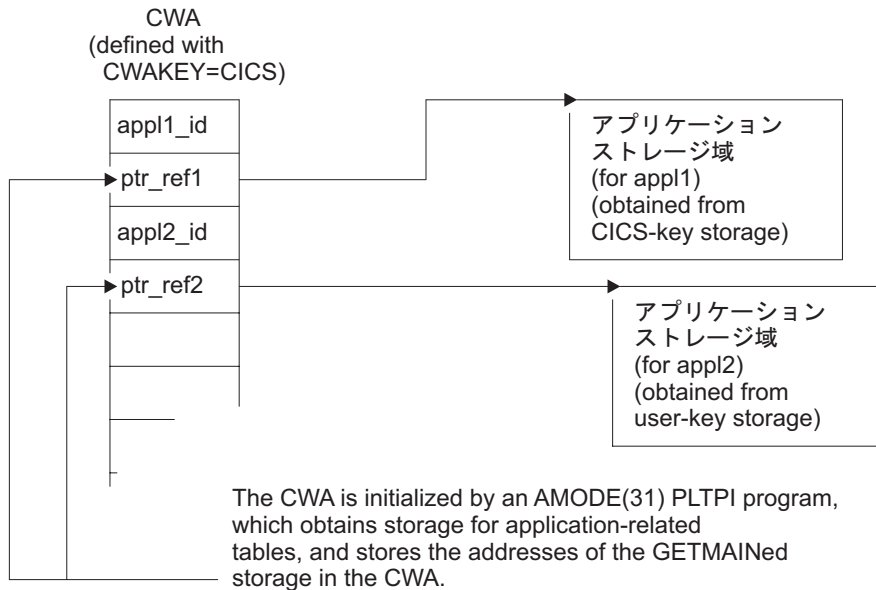 CWA
(defined with
CWAKEY=CICS)
appl1_id
ptr_ref1
appl2_id
ptr_ref2
アプリケーション
ストレージ域
(for appl1)
(obtained from
CICS-key storage)
アプリケーション
ストレージ域
(for appl2)
(obtained from
user-key storage)
The CWA is initialized by an AMODE(31) PLTPI program,
which obtains storage for application-related
tables, and stores the addresses of the GETMAINed
storage in the CWA.